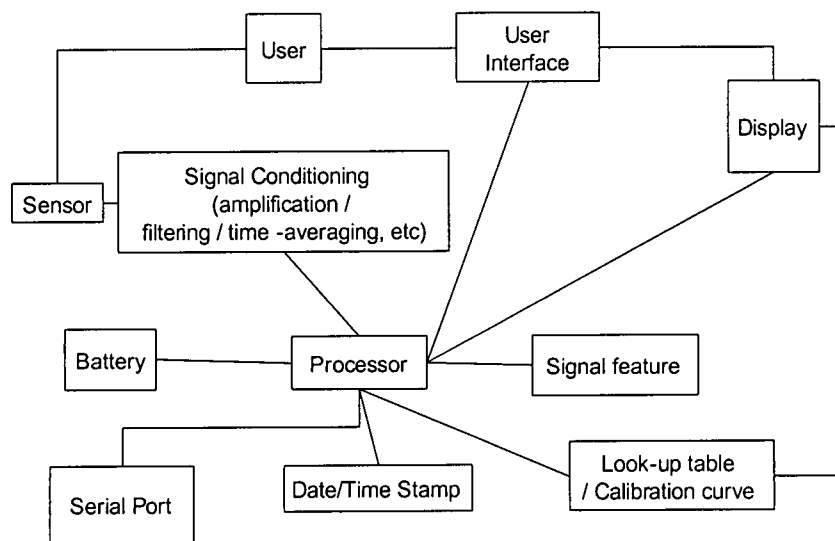 User
User
Interface
Display
Signal Conditioning
(amplification /
filtering / time -averaging, etc)
Sensor
Battery
Processor
Signal feature
Serial Port
Date/Time Stamp
Look-up table
/ Calibration curve